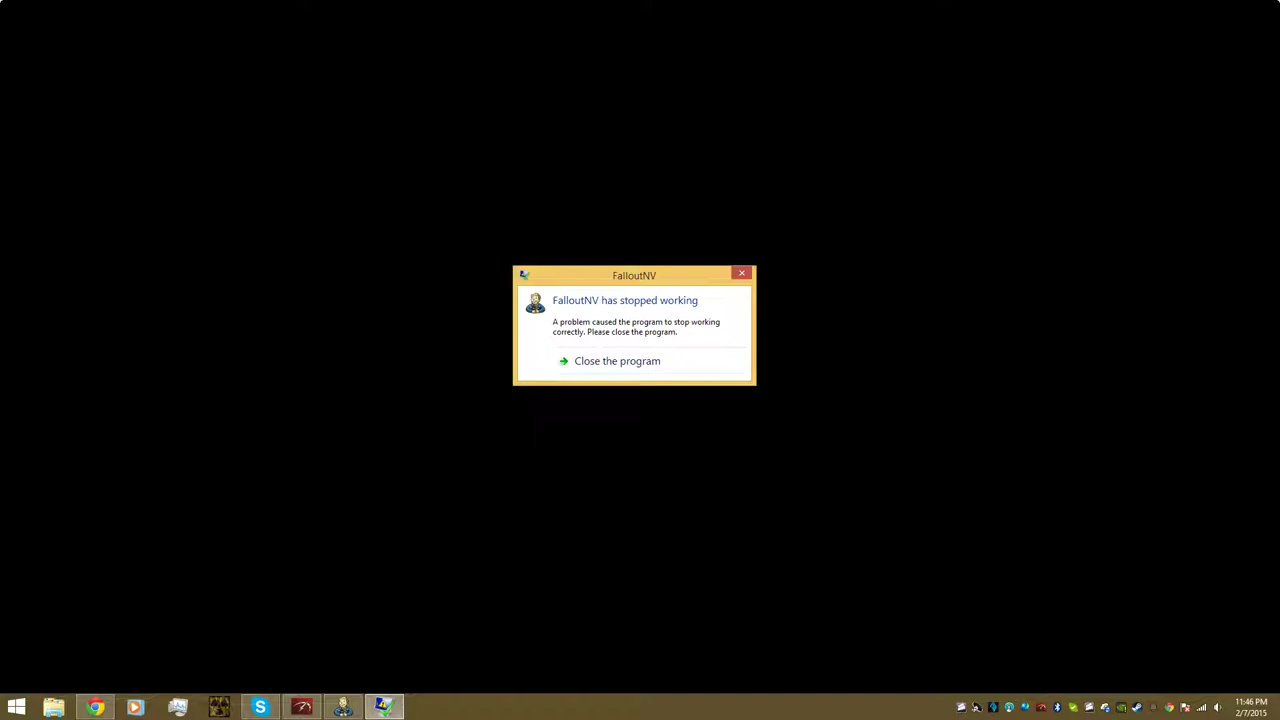 FalloutNV
FalloutNV has stopped working
A problem caused the program to stop working
correctly. Please close the program.
Close the program
11:46 PM
2/7/2015